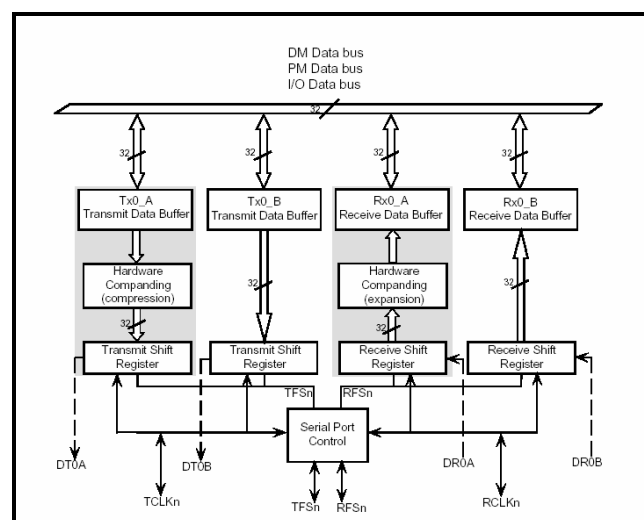 DM Data bus
PM Data bus
I/O Data bus
32
32
32
32
32
Tx0_A
Transmit Data Buffer
Tx0_B
Transmit Data Buffer
Rx0_A
Receive Data Buffer
Rx0_B
Receive Data Buffer
Hardware
Companding
(compression)
Hardware
Companding
(expansion)
32
32
32
32
Transmit Shift
Register
Transmit Shift
Register
Receive Shift
Register
Receive Shift
Register
TFSn
RFSn
Serial Port
Control
DT0A
DT0B
DR0A
DR0B
TCLKn
TFSn
RFSn
RCLKn